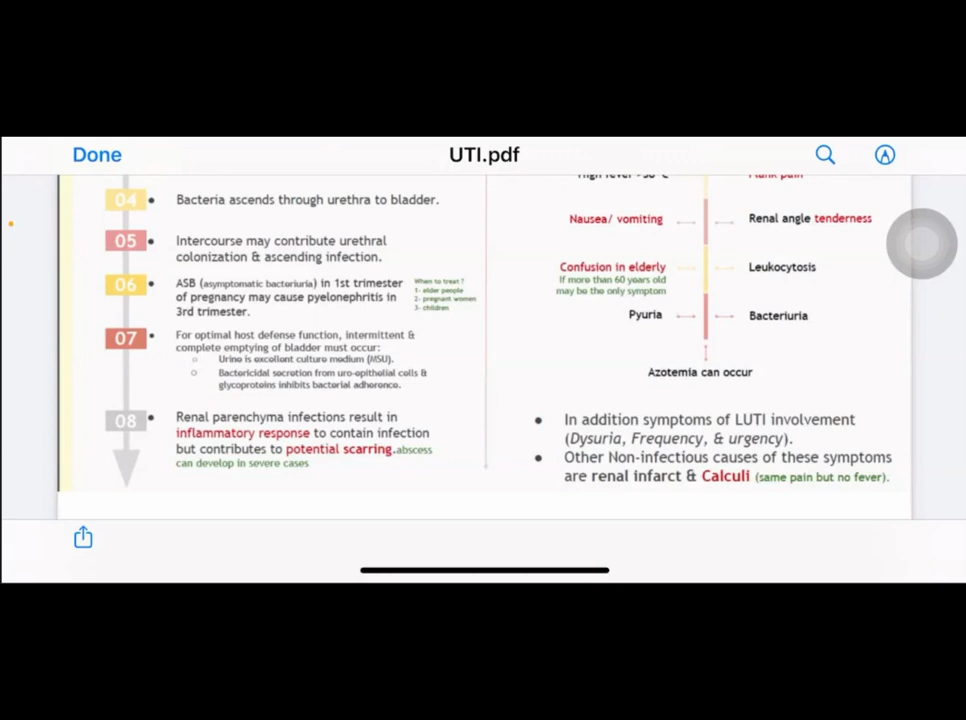 Done
UTI.pdf
04
Bacteria ascends through urethra to bladder.
05
Intercourse may contribute urethral
colonization & ascending infection.
06
ASB (asymptomatic bacteriuria) in 1st trimester
of pregnancy may cause pyelonephritis in
3rd trimester.
When to treat ?
1- elder people
2- pregnant women
3- children
07
For optimal host defense function, intermittent &
complete emptying of bladder must occur:
Urine is excellent culture medium (MSU).
Bactericidal secretion from uro-epithelial cells &
glycoproteins inhibits bacterial adherence.
08
Renal parenchyma infections result in
inflammatory response to contain infection
but contributes to potential scarring.abscess
can develop in severe cases
Nausea/ vomiting
Renal angle tenderness
Confusion in elderly
If more than 60 years old
may be the only symptom
Leukocytosis
Pyuria
Bacteriuria
Azotemia can occur
In addition symptoms of LUTI involvement
(Dysuria, Frequency, & urgency).
Other Non-infectious causes of these symptoms
are renal infarct & Calculi (same pain but no fever).